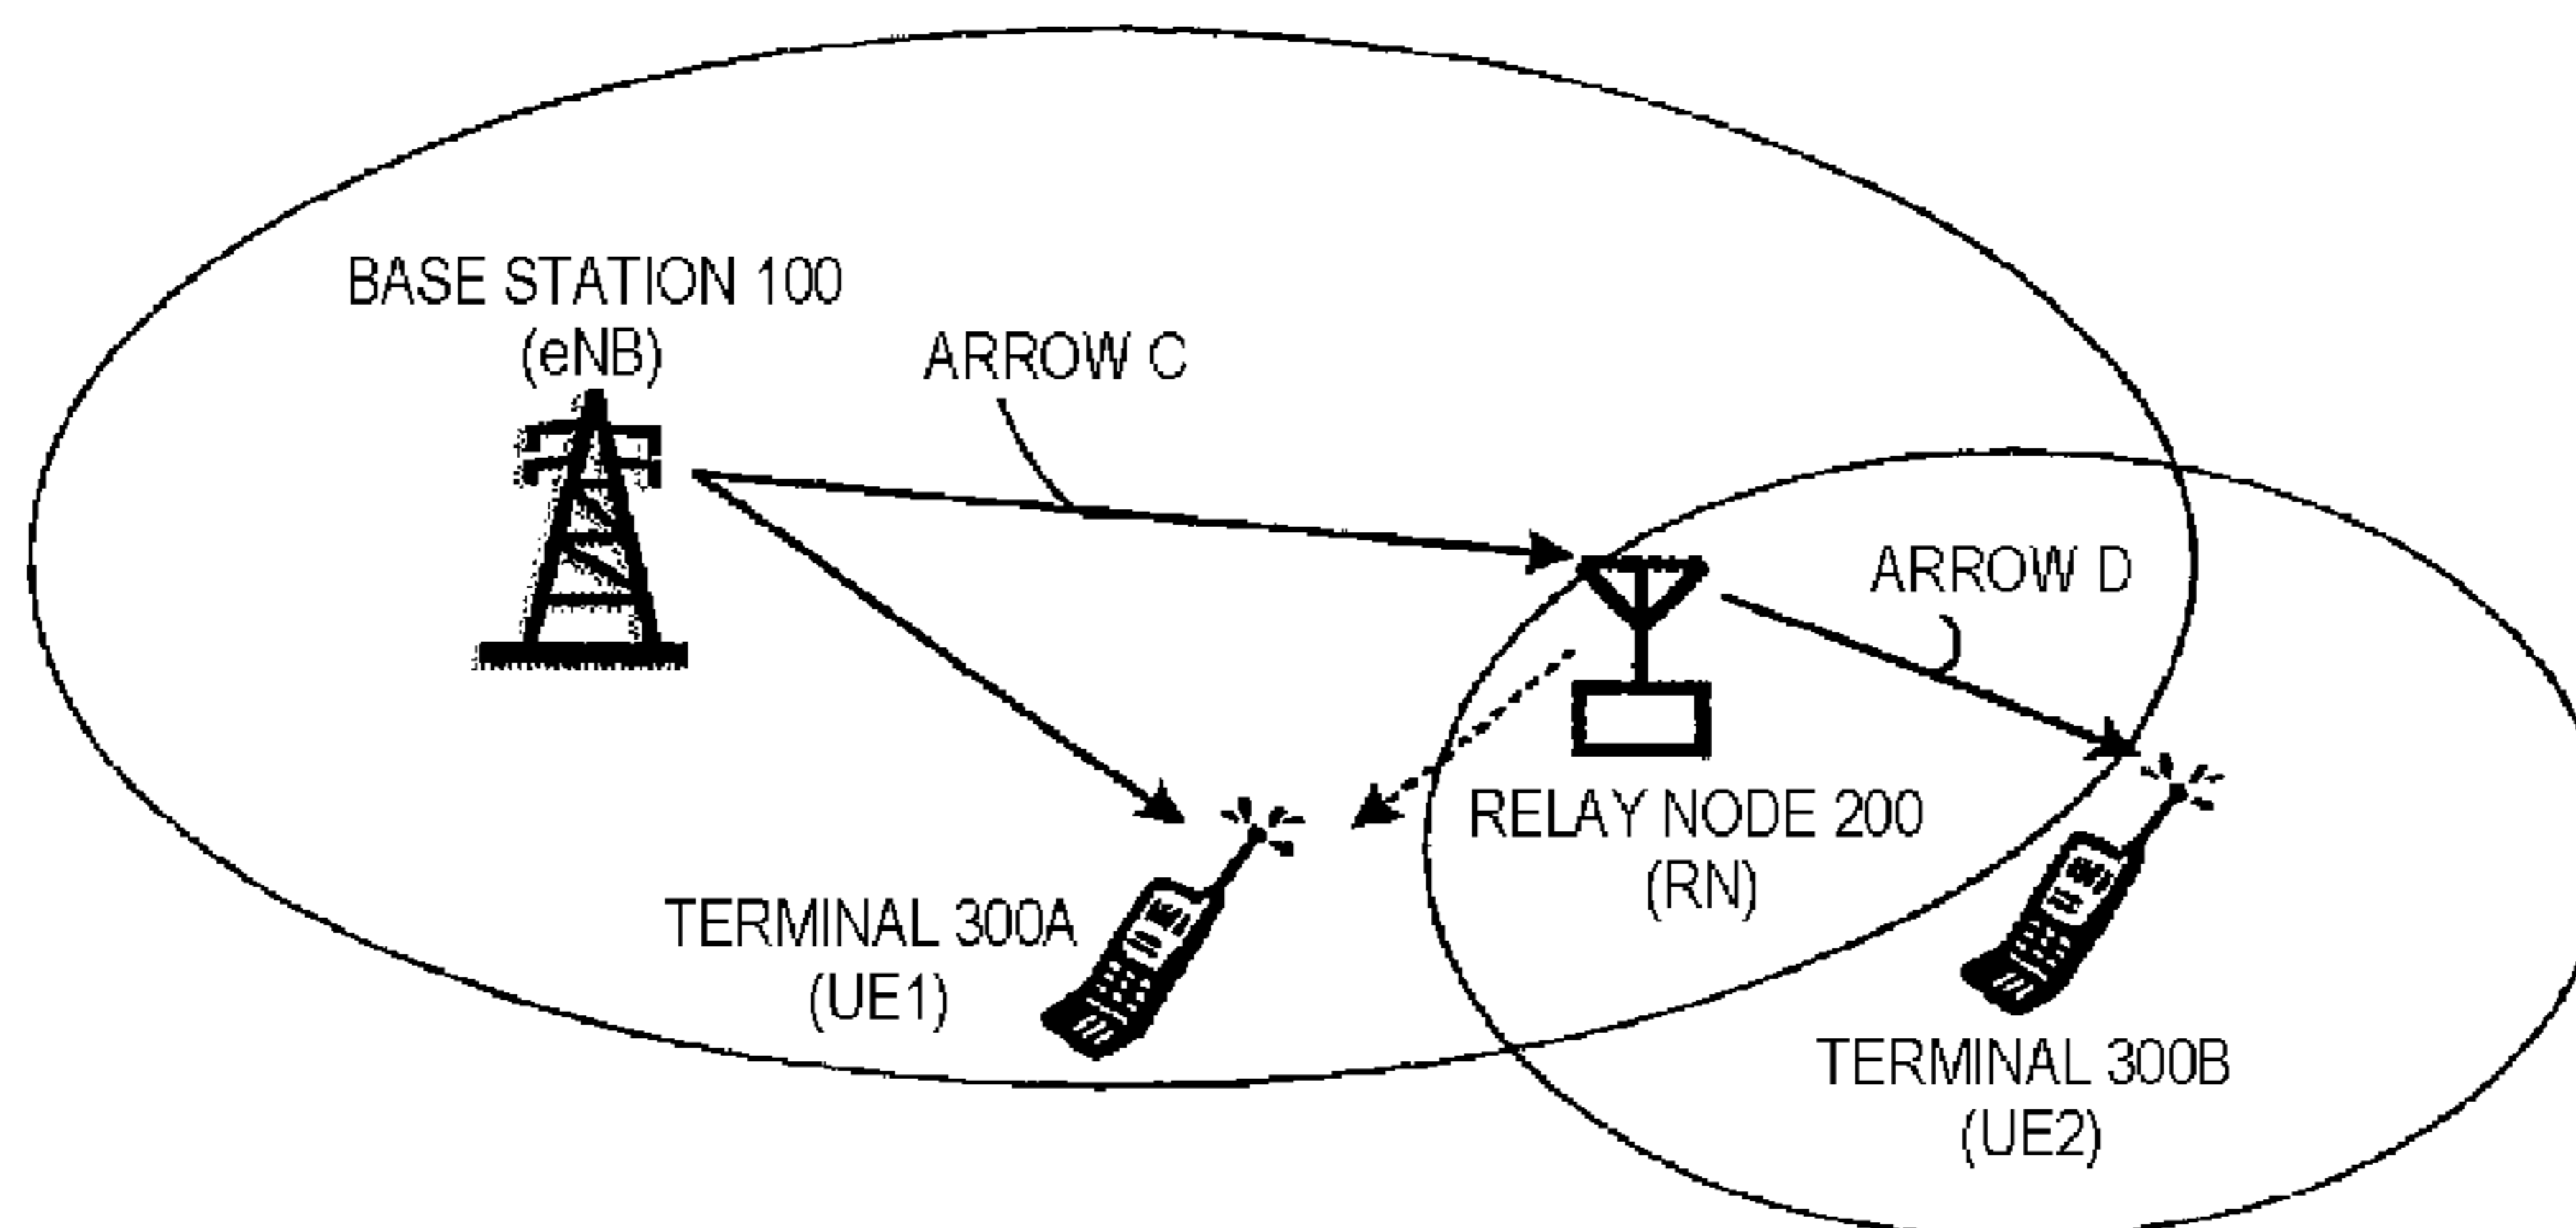 BASE STATION 100
(eNB)
ARROW C
ARROW D
RELAY NODE 200
(RN)
TERMINAL 300A
(UE1)
TERMINAL 300B
(UE2)